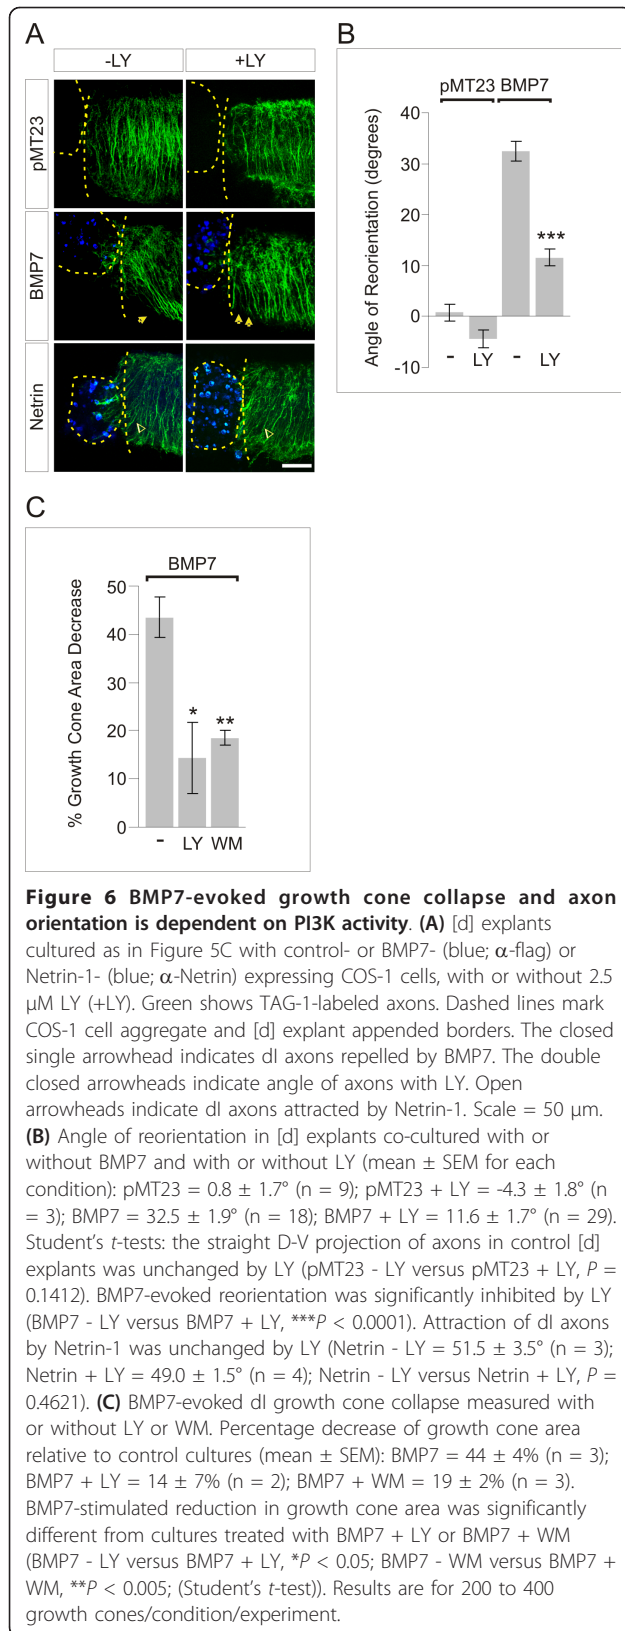 A
-LY
+LY
pMT23
BMP7
Netrin
B
pMT23 BMP7
Angle of Reorientation (degrees)
40
30
20
10
0
-10
***
- LY - LY
C
BMP7
% Growth Cone Area Decrease
50
40
30
20
10
0
* **
- LY WM
Figure 6 BMP7-evoked growth cone collapse and axon
orientation is dependent on PI3K activity. (A) [d] explants
cultured as in Figure 5C with control- or BMP7- (blue; α-flag) or
Netrin-1- (blue; α-Netrin) expressing COS-1 cells, with or without 2.5
μM LY (+LY). Green shows TAG-1-labeled axons. Dashed lines mark
COS-1 cell aggregate and [d] explant appended borders. The closed
single arrowhead indicates dI axons repelled by BMP7. The double
closed arrowheads indicate angle of axons with LY. Open
arrowheads indicate dI axons attracted by Netrin-1. Scale = 50 μm.
(B) Angle of reorientation in [d] explants co-cultured with or
without BMP7 and with or without LY (mean ± SEM for each
condition): pMT23 = 0.8 ± 1.7° (n = 9); pMT23 + LY = -4.3 ± 1.8° (n
= 3); BMP7 = 32.5 ± 1.9° (n = 18); BMP7 + LY = 11.6 ± 1.7° (n = 29).
Student's t-tests: the straight D-V projection of axons in control [d]
explants was unchanged by LY (pMT23 - LY versus pMT23 + LY, P =
0.1412). BMP7-evoked reorientation was significantly inhibited by LY
(BMP7 - LY versus BMP7 + LY, ***P < 0.0001). Attraction of dI axons
by Netrin-1 was unchanged by LY (Netrin - LY = 51.5 ± 3.5° (n = 3);
Netrin + LY = 49.0 ± 1.5° (n = 4); Netrin - LY versus Netrin + LY, P =
0.4621). (C) BMP7-evoked dI growth cone collapse measured with
or without LY or WM. Percentage decrease of growth cone area
relative to control cultures (mean ± SEM): BMP7 = 44 ± 4% (n = 3);
BMP7 + LY = 14 ± 7% (n = 2); BMP7 + WM = 19 ± 2% (n = 3).
BMP7-stimulated reduction in growth cone area was significantly
different from cultures treated with BMP7 + LY or BMP7 + WM
(BMP7 - LY versus BMP7 + LY, *P < 0.05; BMP7 - WM versus BMP7 +
WM, **P < 0.005; (Student's t-test)). Results are for 200 to 400
growth cones/condition/experiment.